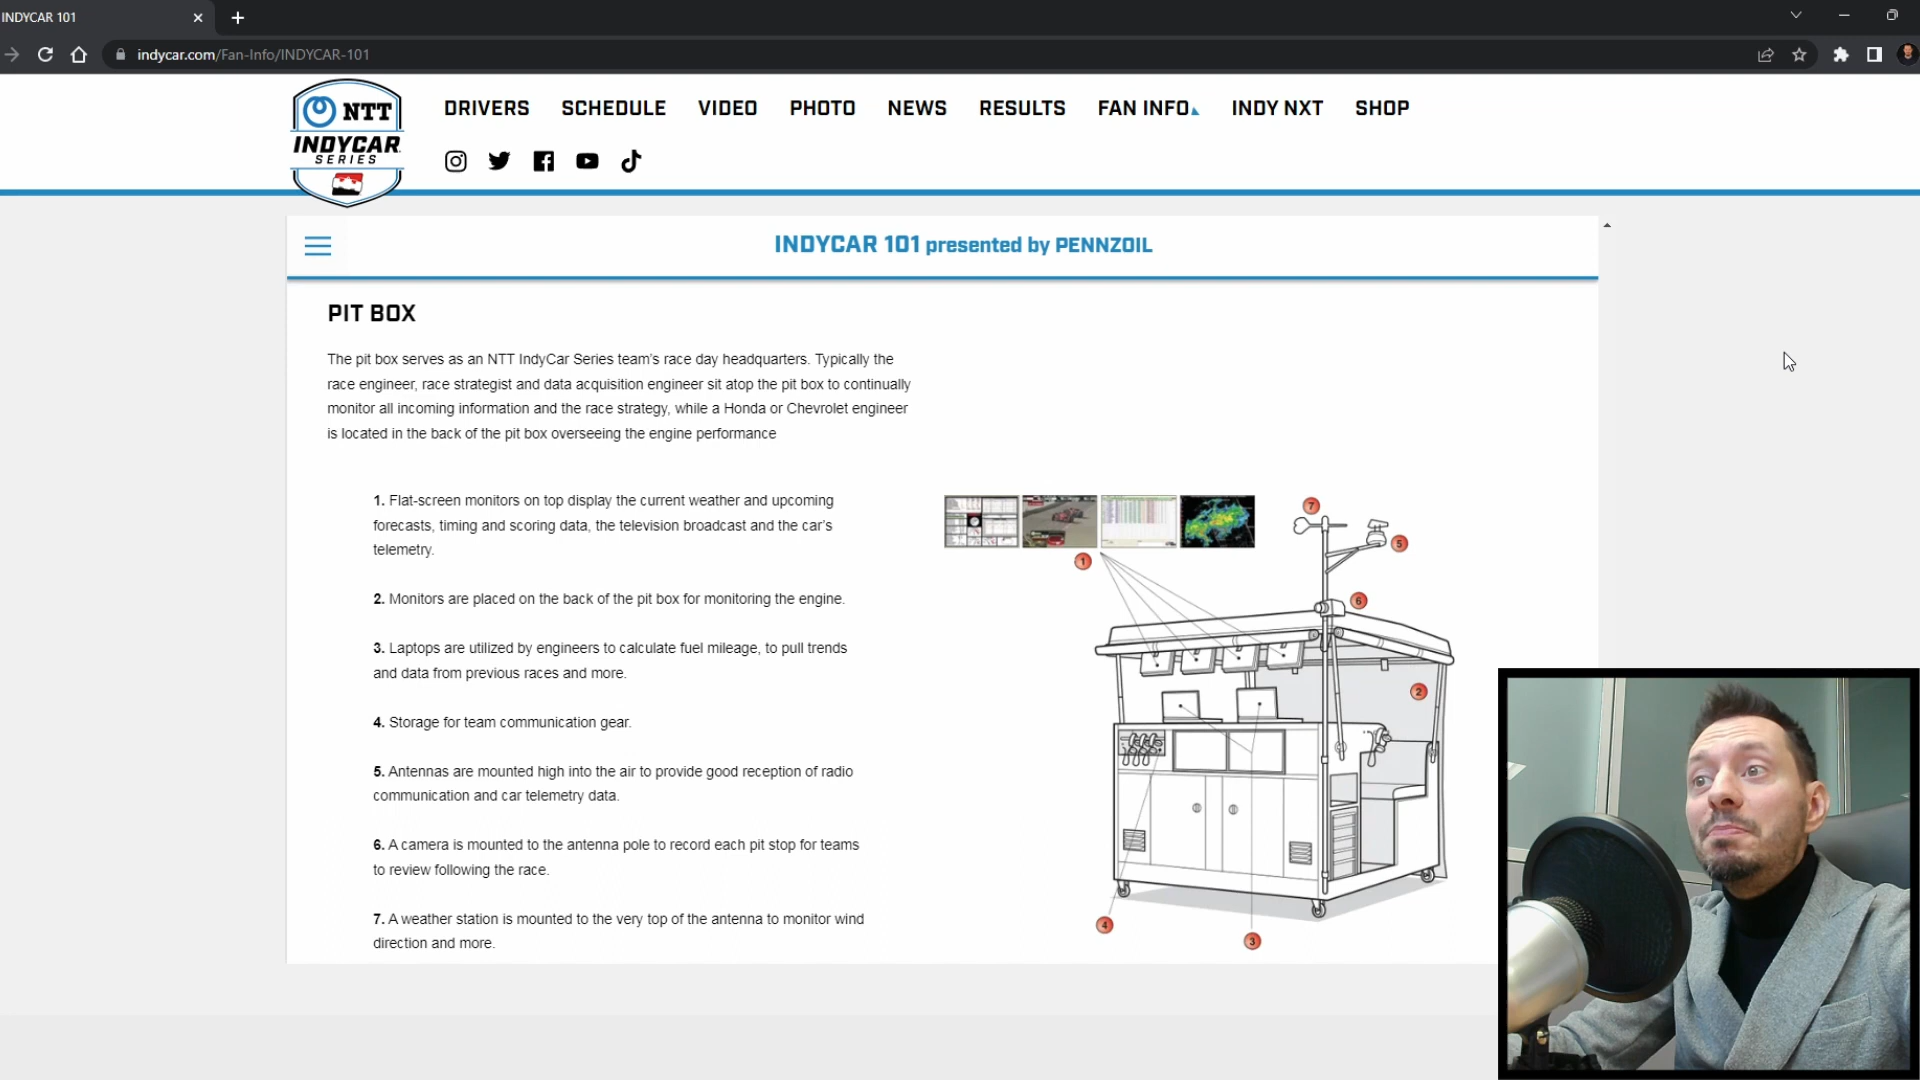 INDYCAR 101
indycar.com/Fan-Info/INDYCAR-101
NTT
INDYCAR
SERIES
DRIVERS SCHEDULE VIDEO PHOTO NEWS RESULTS FAN INFO INDY NXT SHOP
INDYCAR 101 presented by PENNZOIL
PIT BOX
The pit box serves as an NTT IndyCar Series team's race day headquarters. Typically the
race engineer, race strategist and data acquisition engineer sit atop the pit box to continually
monitor all incoming information and the race strategy, while a Honda or Chevrolet engineer
is located in the back of the pit box overseeing the engine performance
1. Flat-screen monitors on top display the current weather and upcoming
forecasts, timing and scoring data, the television broadcast and the car's
telemetry.
2. Monitors are placed on the back of the pit box for monitoring the engine.
3. Laptops are utilized by engineers to calculate fuel mileage, to pull trends
and data from previous races and more.
4. Storage for team communication gear.
5. Antennas are mounted high into the air to provide good reception of radio
communication and car telemetry data.
6. A camera is mounted to the antenna pole to record each pit stop for teams
to review following the race.
7. A weather station is mounted to the very top of the antenna to monitor wind
direction and more.
7
5
1
6
2
4
3